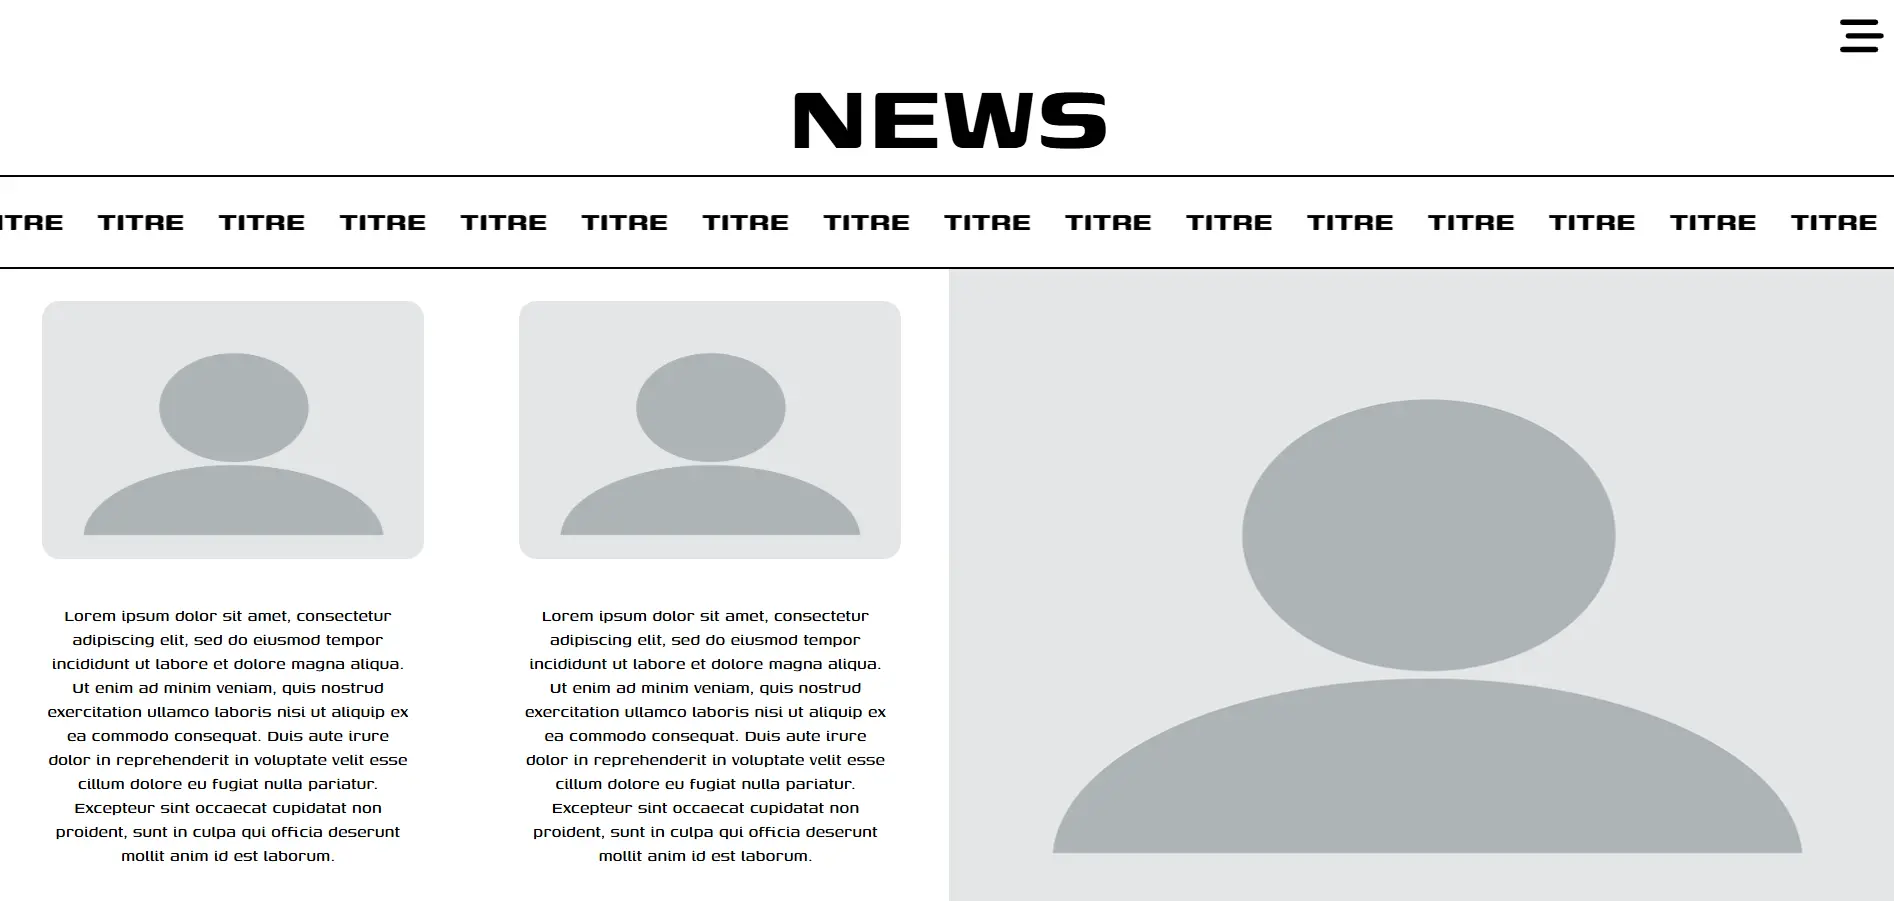 NEWS
ITRE TITRE TITRE TITRE TITRE TITRE TITRE TITRE TITRE TITRE TITRE TITRE TITRE TITRE TITRE TITRE
Lorem ipsum dolor sit amet, consectetur
adipiscing elit, sed do eiusmod tempor
incididunt ut labore et dolore magna aliqua.
Ut enim ad minim veniam, quis nostrud
exercitation ullamco laboris nisi ut aliquip ex
ea commodo consequat. Duis aute irure
dolor in reprehenderit in voluptate velit esse
cillum dolore eu fugiat nulla pariatur.
Excepteur sint occaecat cupidatat non
proident, sunt in culpa qui officia deserunt
mollit anim id est laborum.
Lorem ipsum dolor sit amet, consectetur
adipiscing elit, sed do eiusmod tempor
incididunt ut labore et dolore magna aliqua.
Ut enim ad minim veniam, quis nostrud
exercitation ullamco laboris nisi ut aliquip ex
ea commodo consequat. Duis aute irure
dolor in reprehenderit in voluptate velit esse
cillum dolore eu fugiat nulla pariatur.
Excepteur sint occaecat cupidatat non
proident, sunt in culpa qui officia deserunt
mollit anim id est laborum.